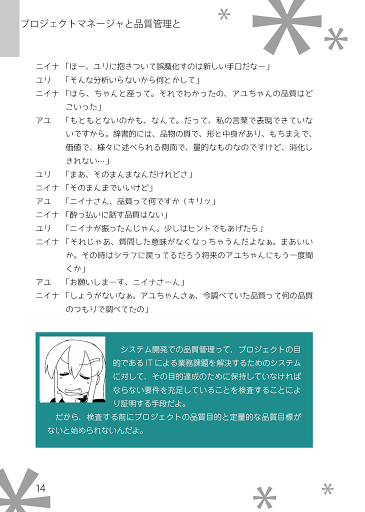 プロジェクトマネージャと品質管理と
ニイナ「ほー、ユリに抱きついて誤魔化すのは新しい手口だなー」
ユリ「そんな分析いらないから何とかして」
ニイナ「ほら、ちゃんと座って。それでわかったの、アユちゃんの品質はど
こいった」
アユ「もともとないのかも、なんて。だって、私の言葉で表現できていな
いですから。辞書的には、品物の質で、形と中身があり、もちまえで、
価値で、様々に述べられる側面で、量的なものなのですけど、消化し
きれない…」
ユリ「まあ、そのまんまなんだけれどさ」
ニイナ「そのまんまでいいけど」
アユ「ニイナさん、品質って何ですか（キリッ」
ニイナ「酔っ払いに話す品質はない」
ユリ「ニイナが振ったんじゃん。少しはヒントでもあげたら」
ニイナ「それじゃあ、質問した意味がなくなっちゃうんだよなぁ。まあいい
か。その時はシラフに戻ってるだろう将来のアユちゃんにもう一度聞
くか」
アユ「お願いしまーす、ニイナさーん」
ニイナ「しょうがないなぁ。アユちゃんさぁ、今調べていた品質って何の品質
のつもりで調べてたの」
システム開発での品質管理って、プロジェクトの目
的であるITによる業務課題を解決するためのシステム
に対して、その目的達成のために保持していなければ
ならない要件を充足していることを検査することによ
り証明する手段だよ。
だから、検査する前にプロジェクトの品質目的と定量的な品質目標が
ないと始められないんだよ。
14